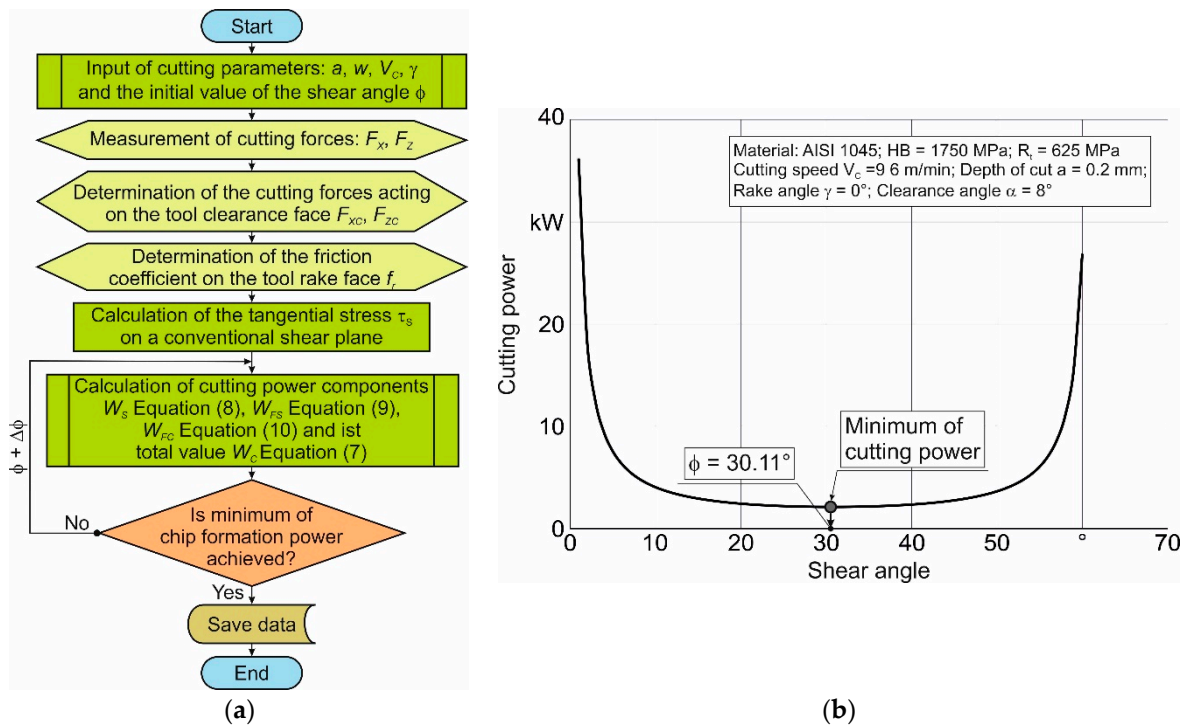 Start
Input of cutting parameters: a, w, V_C, γ
and the initial value of the shear angle ϕ
Measurement of cutting forces: F_x, F_z
Determination of the cutting forces acting
on the tool clearance face F_xc, F_zc
Determination of the friction
coefficient on the tool rake face f_r
Calculation of the tangential stress τ_s
on a conventional shear plane
Calculation of cutting power components
W_S Equation (8), W_FS Equation (9),
W_FC Equation (10) and ist
total value W_C Equation (7)
ϕ + Δϕ
No
Is minimum of
chip formation power
achieved?
Yes
Save data
End
(a)
40
kW
20
10
0
Cutting power
Material: AISI 1045; HB = 1750 MPa; R_t = 625 MPa
Cutting speed V_C =9 6 m/min; Depth of cut a = 0.2 mm;
Rake angle γ = 0°; Clearance angle α = 8°
Minimum of
cutting power
ϕ = 30.11°
0 10 20 30 40 50 ° 70
Shear angle
(b)